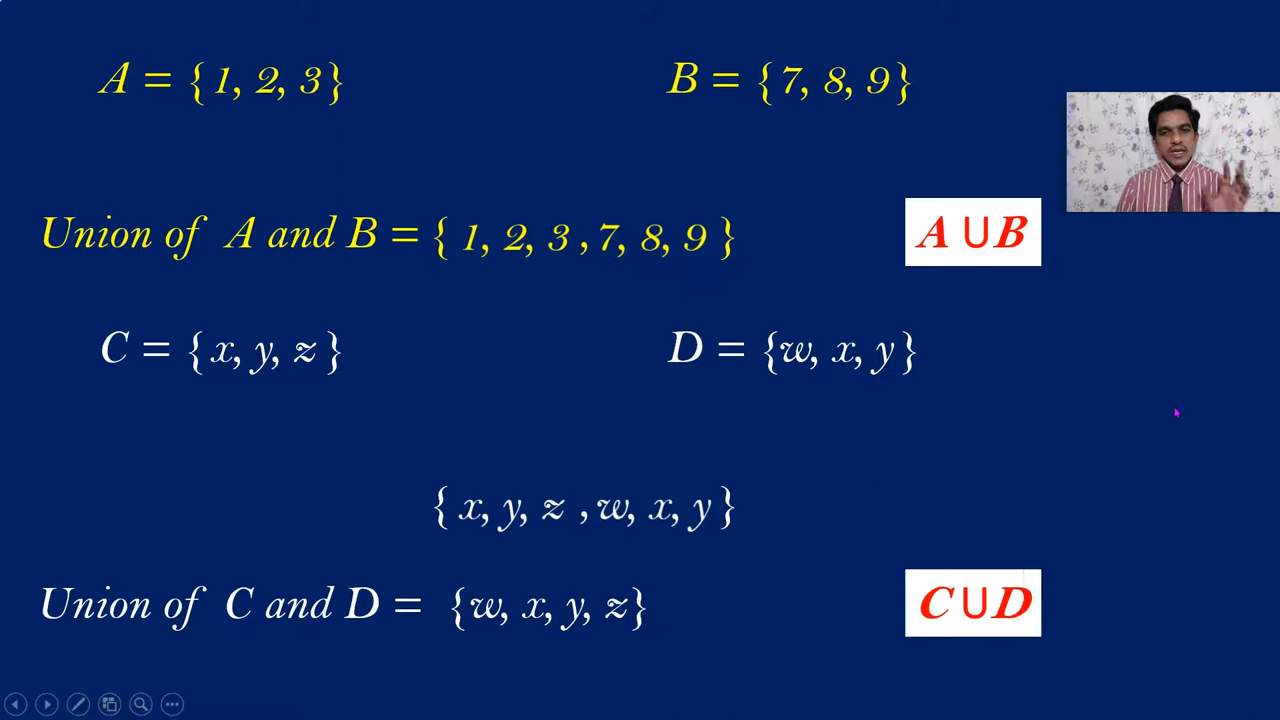 A = {1, 2, 3} B = {7, 8, 9}
Union of A and B = { 1, 2, 3 , 7, 8, 9 } A ∪ B
C = { x, y, z } D = {w, x, y}
{ x, y, z , w, x, y }
Union of C and D = {w, x, y, z} C ∪ D